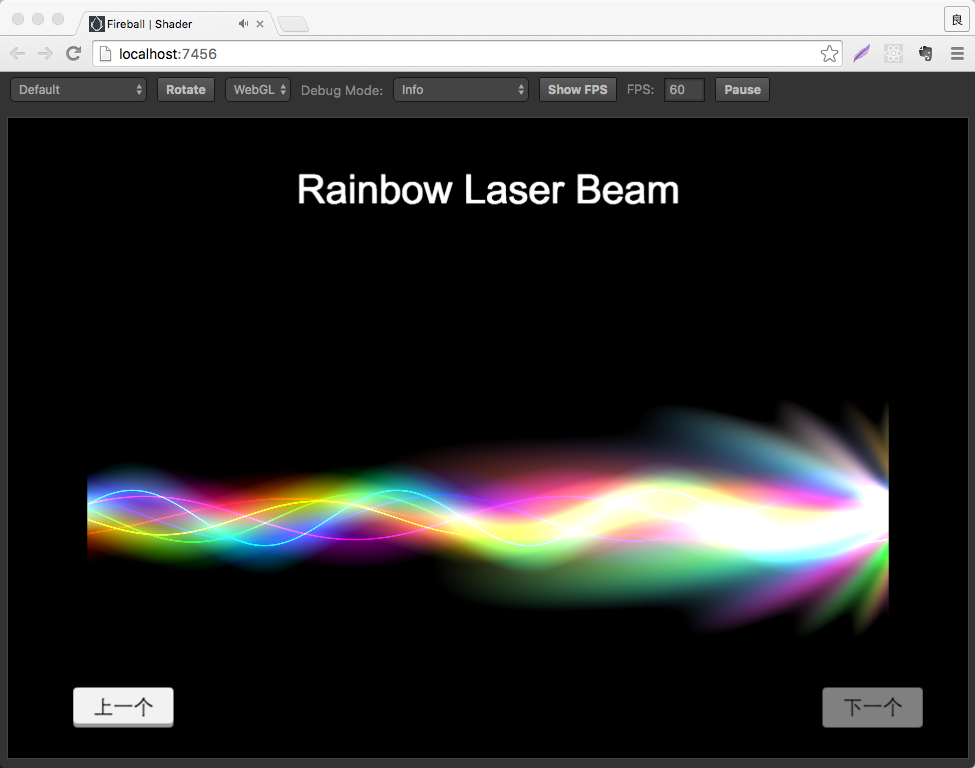 Fireball | Shader
良
localhost:7456
Default Rotate WebGL Debug Mode: Info Show FPS FPS: 60 Pause
Rainbow Laser Beam
上一个 下一个